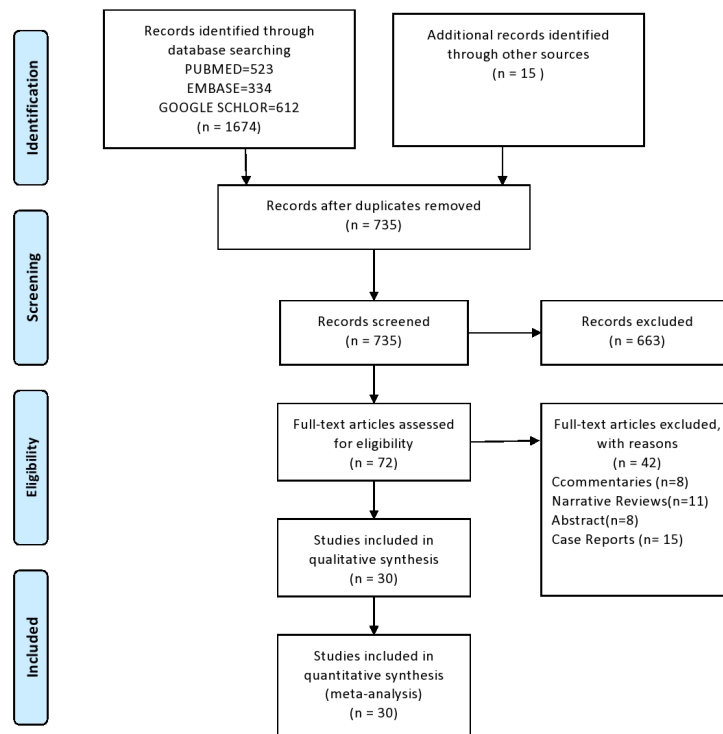 Identification
Records identified through
database searching
PUBMED=523
EMBASE=334
GOOGLE SCHLOR=612
(n = 1674)
Additional records identified
through other sources
(n = 15 )
Records after duplicates removed
(n = 735)
Screening
Records screened
(n = 735)
Records excluded
(n = 663)
Eligibility
Full-text articles assessed
for eligibility
(n = 72)
Full-text articles excluded,
with reasons
(n = 42)
Ccommentaries (n=8)
Narrative Reviews(n=11)
Abstract(n=8)
Case Reports (n= 15)
Studies included in
qualitative synthesis
(n = 30)
Included
Studies included in
quantitative synthesis
(meta-analysis)
(n = 30)